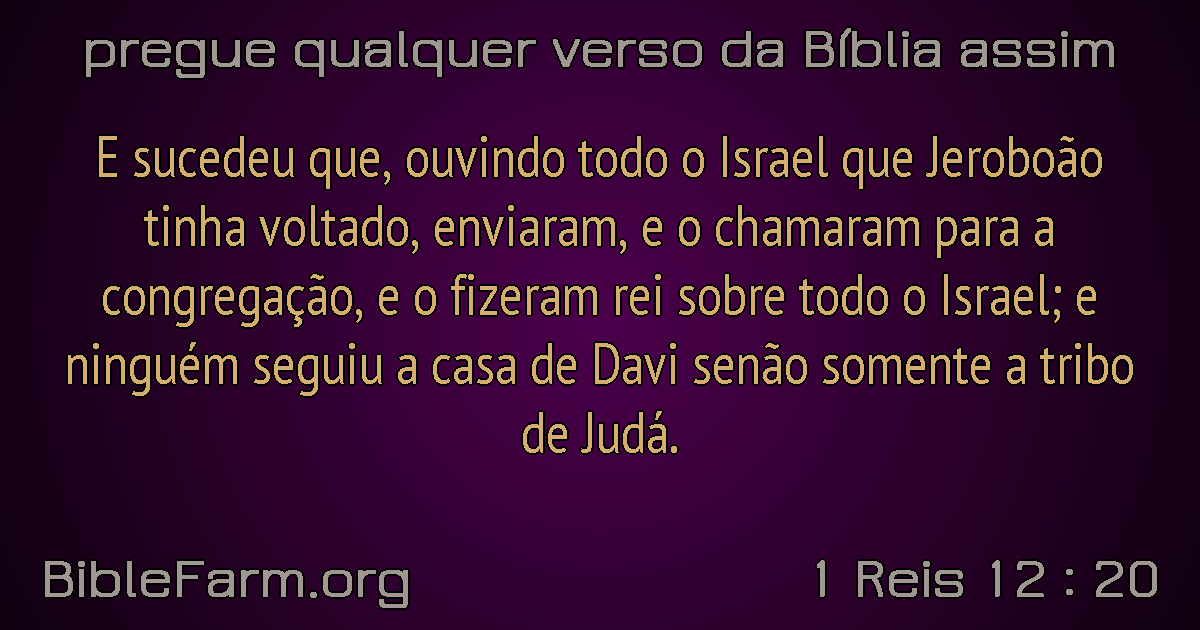 pregue qualquer verso da Bíblia assim
E sucedeu que, ouvindo todo o Israel que Jeroboão
tinha voltado, enviaram, e o chamaram para a
congregação, e o fizeram rei sobre todo o Israel; e
ninguém seguiu a casa de Davi senão somente a tribo
de Judá.
BibleFarm.org
1 Reis 12 : 20